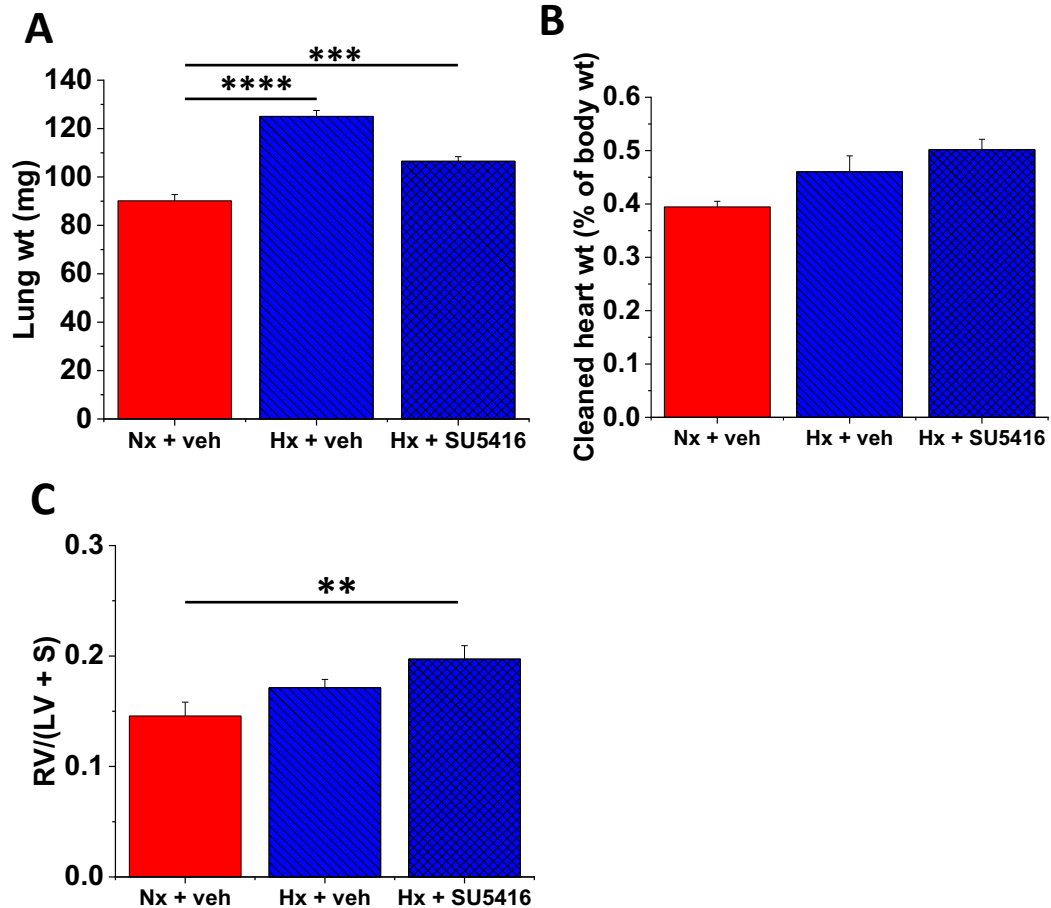 A
***
****
140
120
100
80
60
40
20
0
Lung wt (mg)
Nx + veh Hx + veh Hx + SU5416
B
0.6
0.5
0.4
0.3
0.2
0.1
0.0
Cleaned heart wt (% of body wt)
Nx + veh Hx + veh Hx + SU5416
C
**
0.3
0.2
0.1
0.0
RV/(LV + S)
Nx + veh Hx + veh Hx + SU5416